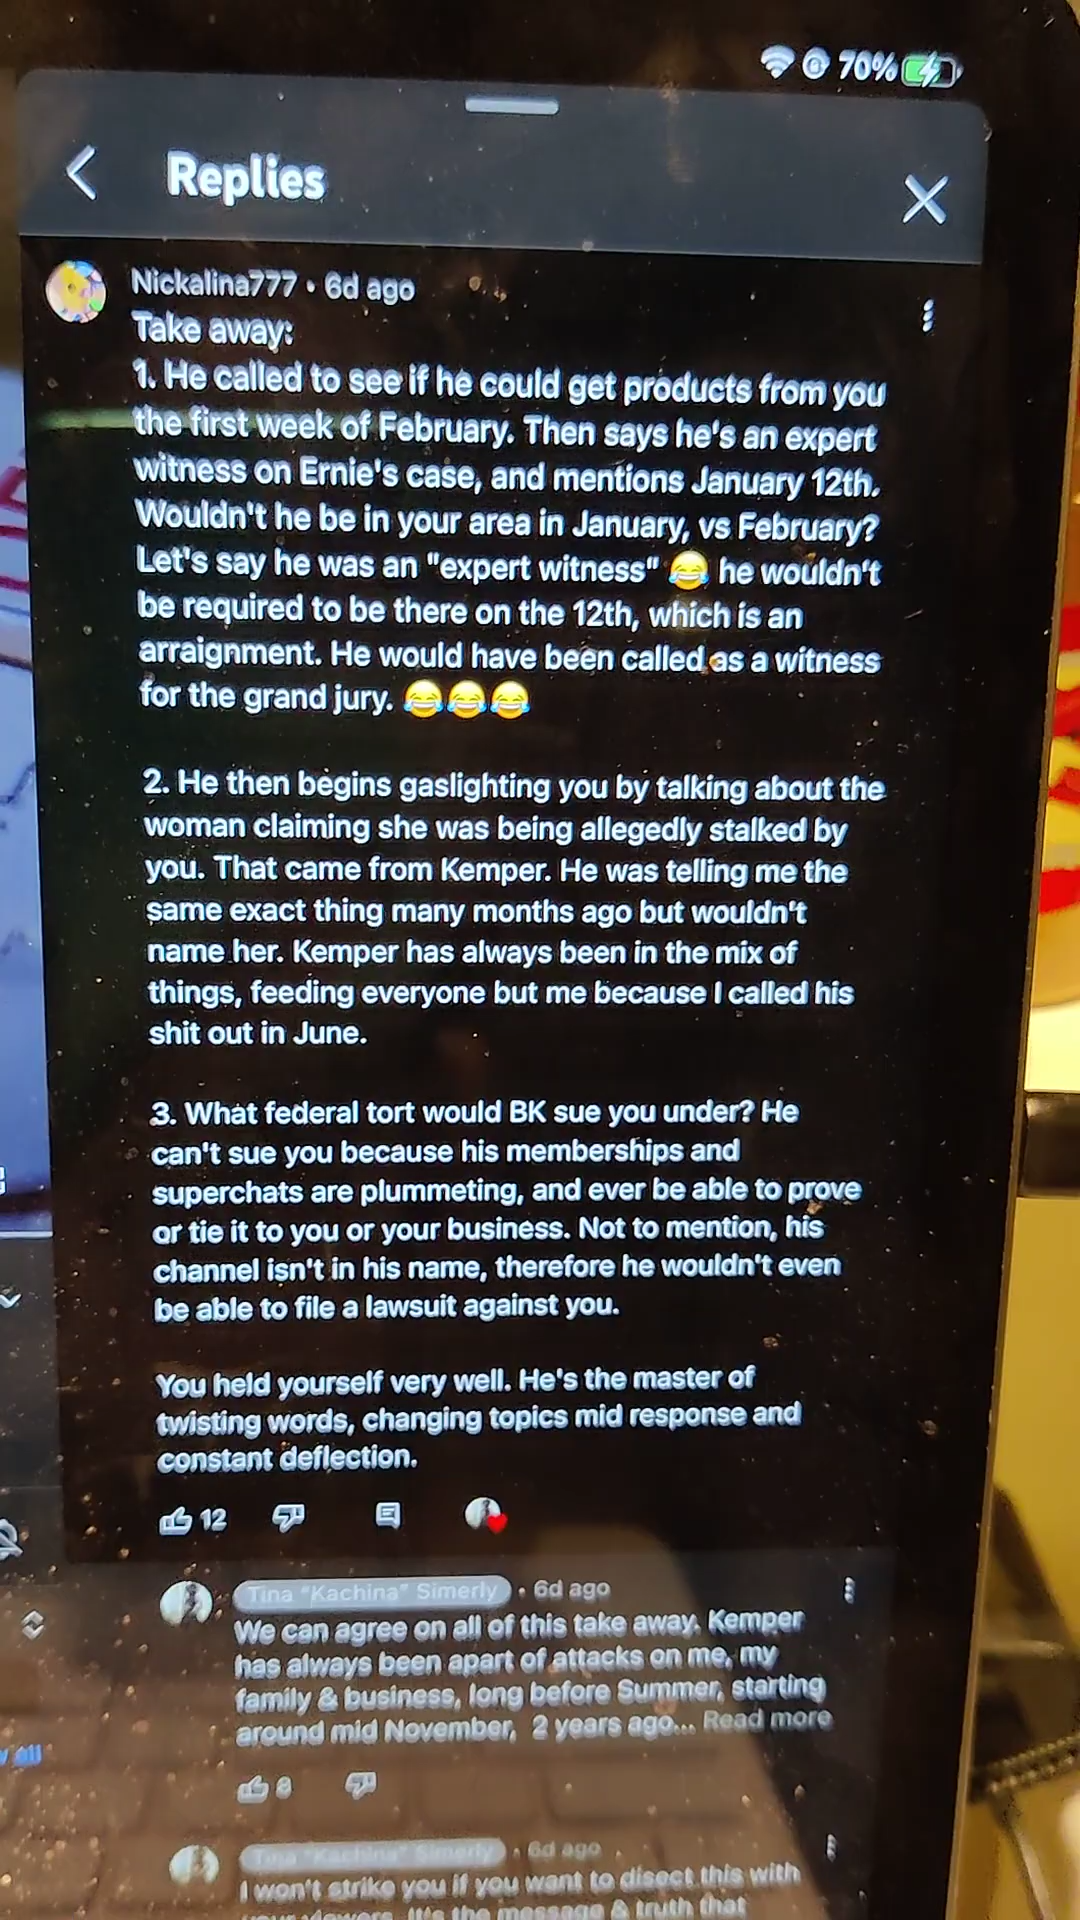 70%
Replies
Nickalina777 • 6d ago
Take away:
1. He called to see if he could get products from you
the first week of February. Then says he's an expert
witness on Ernie's case, and mentions January 12th.
Wouldn't he be in your area in January, vs February?
Let's say he was an "expert witness" 😂 he wouldn't
be required to be there on the 12th, which is an
arraignment. He would have been called as a witness
for the grand jury. 😂😂😂
2. He then begins gaslighting you by talking about the
woman claiming she was being allegedly stalked by
you. That came from Kemper. He was telling me the
same exact thing many months ago but wouldn't
name her. Kemper has always been in the mix of
things, feeding everyone but me because I called his
shit out in June.
3. What federal tort would BK sue you under? He
can't sue you because his memberships and
superchats are plummeting, and ever be able to prove
or tie it to you or your business. Not to mention, his
channel isn't in his name, therefore he wouldn't even
be able to file a lawsuit against you.
You held yourself very well. He's the master of
twisting words, changing topics mid response and
constant deflection.
12
Tina "Kachina" Simerly • 6d ago
We can agree on all of this take away. Kemper
has always been apart of attacks on me, my
family & business, long before Summer, starting
around mid November, 2 years ago... Read more
8
all
Tina "Kachina" Simerly • 6d ago
I won't strike you if you want to disect this with
your viewers. It's the message & truth that